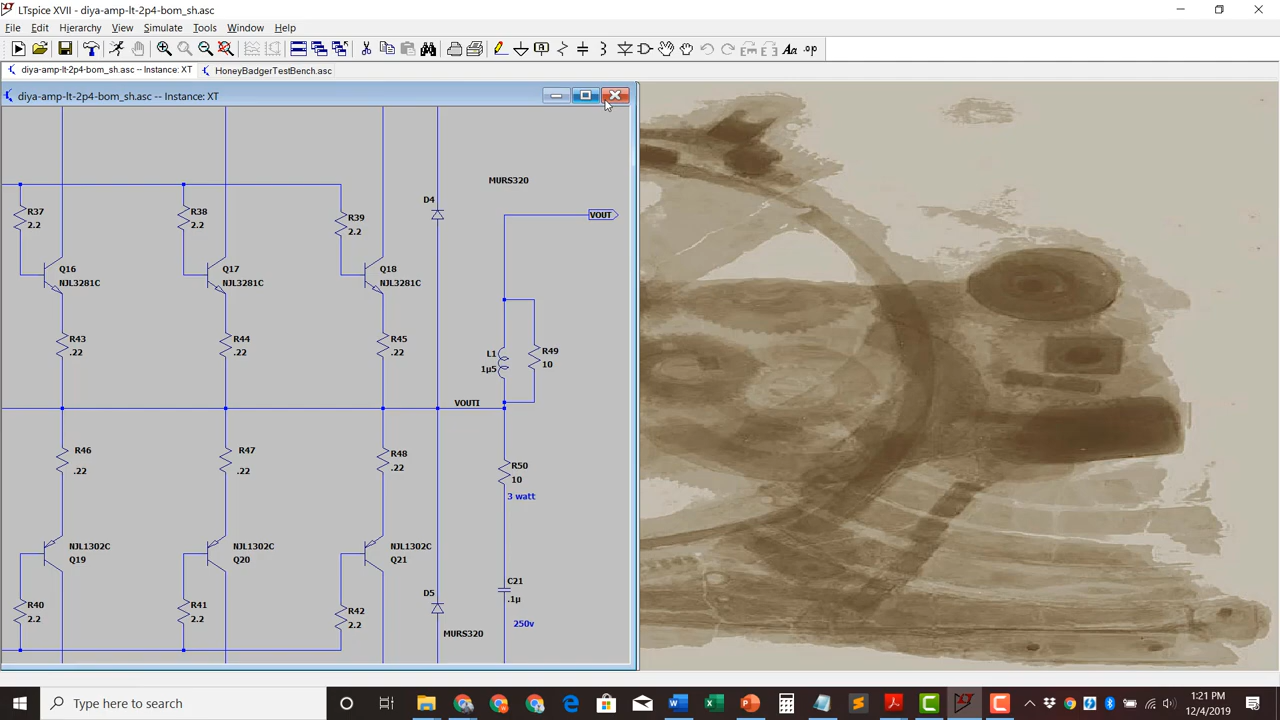 LTspice XVII - diya-amp-lt-2p4-bom_sh.asc
File Edit Hierarchy View Simulate Tools Window Help
diya-amp-lt-2p4-bom_sh.asc -- Instance: XT HoneyBadgerTestBench.asc
diya-amp-lt-2p4-bom_sh.asc -- Instance: XT
MURS320
D4
VOUT
R37
2.2
R38
2.2
R39
2.2
Q16
NJL3281C
Q17
NJL3281C
Q18
NJL3281C
R43
.22
R44
.22
R45
.22
L1
1µ5
R49
10
VOUTI
R46
.22
R47
.22
R48
.22
R50
10
3 watt
NJL1302C
Q19
NJL1302C
Q20
NJL1302C
Q21
C21
.1µ
250v
D5
MURS320
R40
2.2
R41
2.2
R42
2.2
Type here to search
1:21 PM
12/4/2019